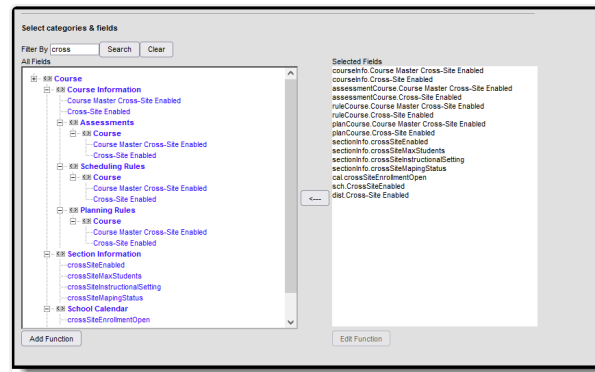 Select categories & fields
Filter By cross Search Clear
All Fields
Course
Course Information
Course Master Cross-Site Enabled
Cross-Site Enabled
Assessments
Course
Course Master Cross-Site Enabled
Cross-Site Enabled
Scheduling Rules
Course
Course Master Cross-Site Enabled
Cross-Site Enabled
Planning Rules
Course
Course Master Cross-Site Enabled
Cross-Site Enabled
Section Information
crossSiteEnabled
crossSiteMaxStudents
crossSiteInstructionalSetting
crossSiteMapingStatus
School Calendar
crossSiteEnrollmentOpen
Add Function
<---
Selected Fields
courseInfo.Course Master Cross-Site Enabled
courseInfo.Cross-Site Enabled
assessmentCourse.Course Master Cross-Site Enabled
assessmentCourse.Cross-Site Enabled
ruleCourse.Course Master Cross-Site Enabled
ruleCourse.Cross-Site Enabled
planCourse.Course Master Cross-Site Enabled
planCourse.Cross-Site Enabled
sectionInfo.crossSiteEnabled
sectionInfo.crossSiteMaxStudents
sectionInfo.crossSiteInstructionalSetting
sectionInfo.crossSiteMapingStatus
cal.crossSiteEnrollmentOpen
sch.CrossSiteEnabled
dist.Cross-Site Enabled
Edit Function